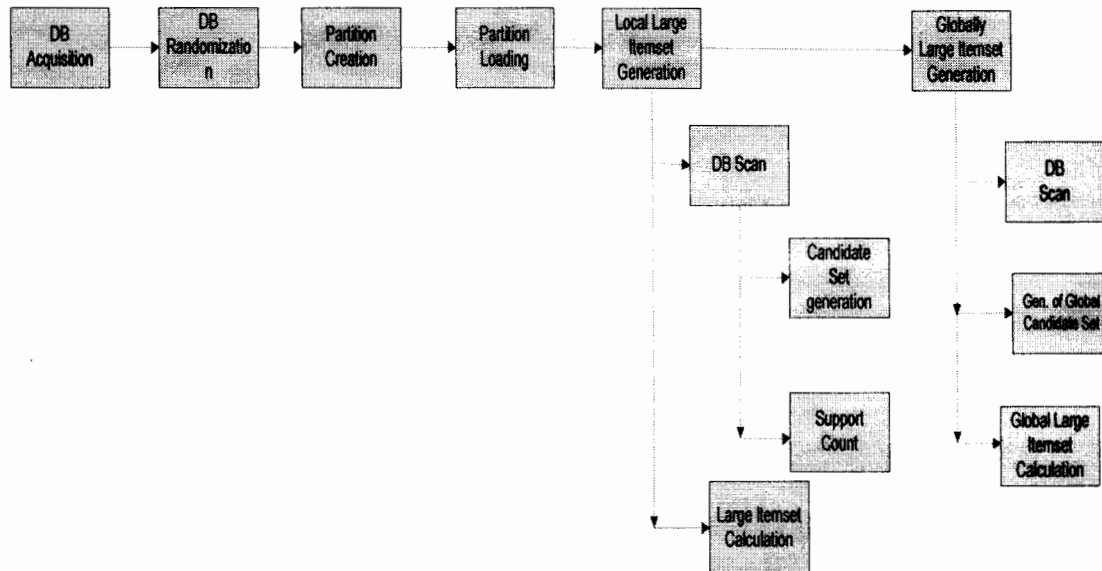 DB
Acquisition
DB
Randomizatio
n
Partition
Creation
Partition
Loading
Local Large
Itemset
Generation
Globally
Large Itemset
Generation
DB Scan
Candidate
Set
generation
Support
Count
Large Itemset
Calculation
DB
Scan
Gen. of Global
Candidate Set
Global Large
Itemset
Calculation